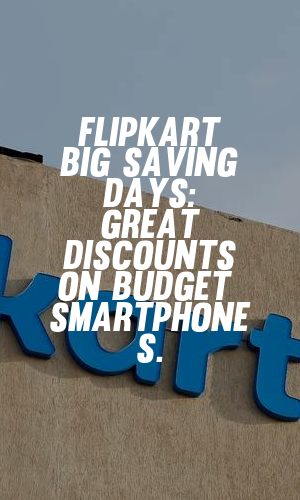 FLIPKART
BIG SAVING
DAYS:
GREAT
DISCOUNTS
ON BUDGET
SMARTPHONE
S.
kart